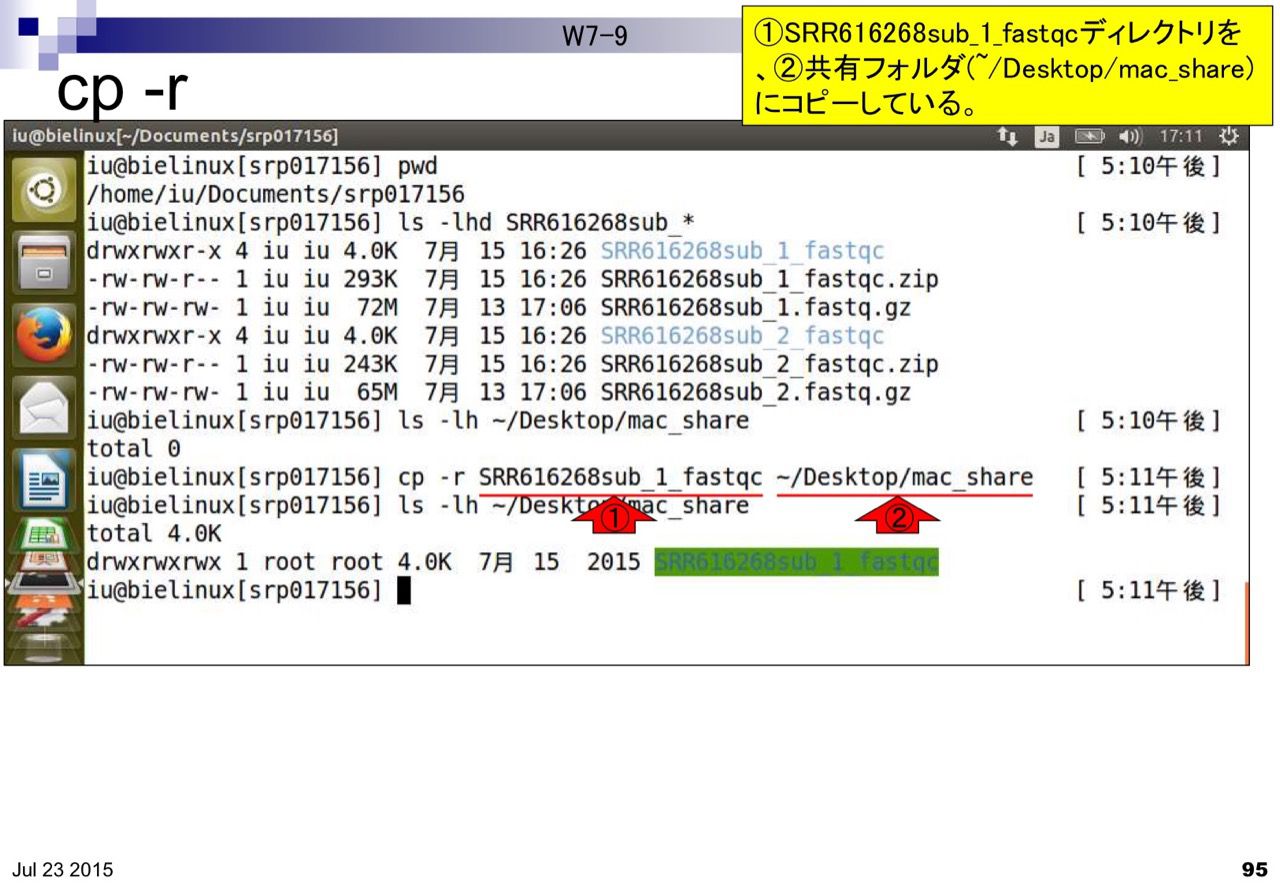 W7-9
①SRR616268sub_1_fastqcディレクトリを
、②共有フォルダ(~/Desktop/mac_share)
にコピーしている。
cp -r
iu@bielinux[~/Documents/srp017156] Ja 17:11
iu@bielinux[srp017156] pwd [ 5:10午後]
/home/iu/Documents/srp017156
iu@bielinux[srp017156] ls -lhd SRR616268sub_* [ 5:10午後]
drwxrwxr-x 4 iu iu 4.0K 7月 15 16:26 SRR616268sub_1_fastqc
-rw-rw-r-- 1 iu iu 293K 7月 15 16:26 SRR616268sub_1_fastqc.zip
-rw-rw-rw- 1 iu iu 72M 7月 13 17:06 SRR616268sub_1.fastq.gz
drwxrwxr-x 4 iu iu 4.0K 7月 15 16:26 SRR616268sub_2_fastqc
-rw-rw-r-- 1 iu iu 243K 7月 15 16:26 SRR616268sub_2_fastqc.zip
-rw-rw-rw- 1 iu iu 65M 7月 13 17:06 SRR616268sub_2.fastq.gz
iu@bielinux[srp017156] ls -lh ~/Desktop/mac_share [ 5:10午後]
total 0
iu@bielinux[srp017156] cp -r SRR616268sub_1_fastqc ~/Desktop/mac_share [ 5:11午後]
iu@bielinux[srp017156] ls -lh ~/Desktop/mac_share [ 5:11午後]
① ②
total 4.0K
drwxrwxrwx 1 root root 4.0K 7月 15 2015 SRR616268sub_1_fastqc
iu@bielinux[srp017156] [ 5:11午後]
Jul 23 2015 95